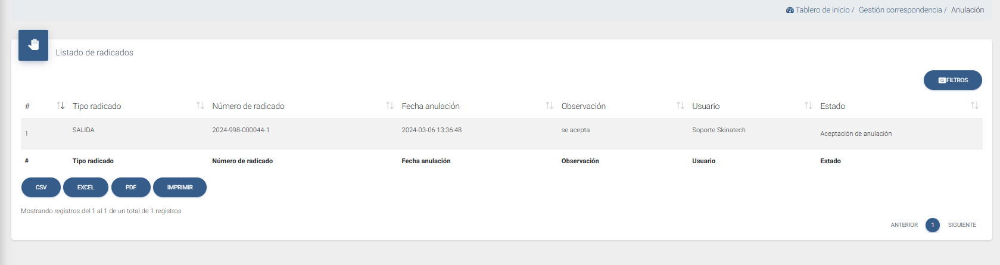 Tablero de inicio / Gestión correspondencia / Anulación
Listado de radicados
FILTROS
# Tipo radicado Número de radicado Fecha anulación Observación Usuario Estado
1 SALIDA 2024-998-000044-1 2024-03-06 13:36:48 se acepta Soporte Skinatech Aceptación de anulación
# Tipo radicado Número de radicado Fecha anulación Observación Usuario Estado
CSV EXCEL PDF IMPRIMIR
Mostrando registros del 1 al 1 de un total de 1 registros
ANTERIOR 1 SIGUIENTE